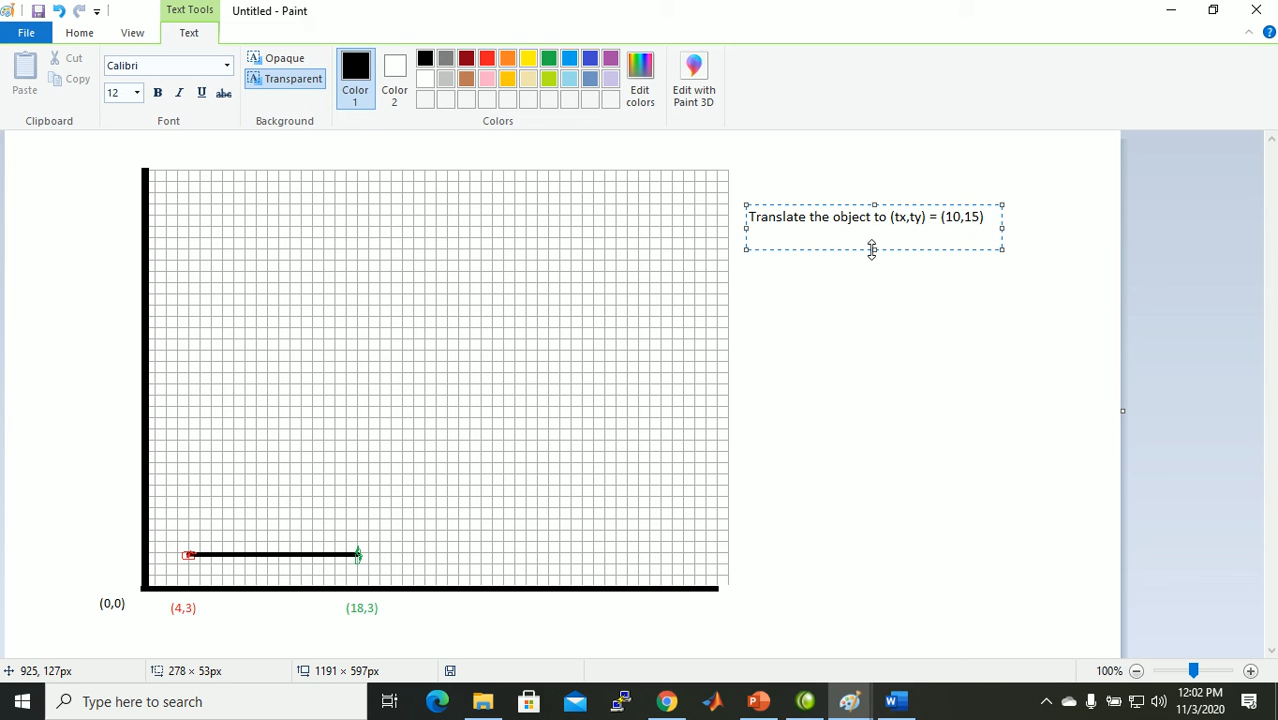 Text Tools
Untitled - Paint
File
Home
View
Text
Paste
Cut
Copy
Clipboard
Calibri
12
B I U abc
Font
Opaque
Transparent
Background
Color 1
Color 2
Edit colors
Colors
Edit with Paint 3D
Translate the object to (tx,ty) = (10,15)
(0,0)
(4,3)
(18,3)
925, 127px
278 × 53px
1191 × 597px
100%
Type here to search
12:02 PM
11/3/2020